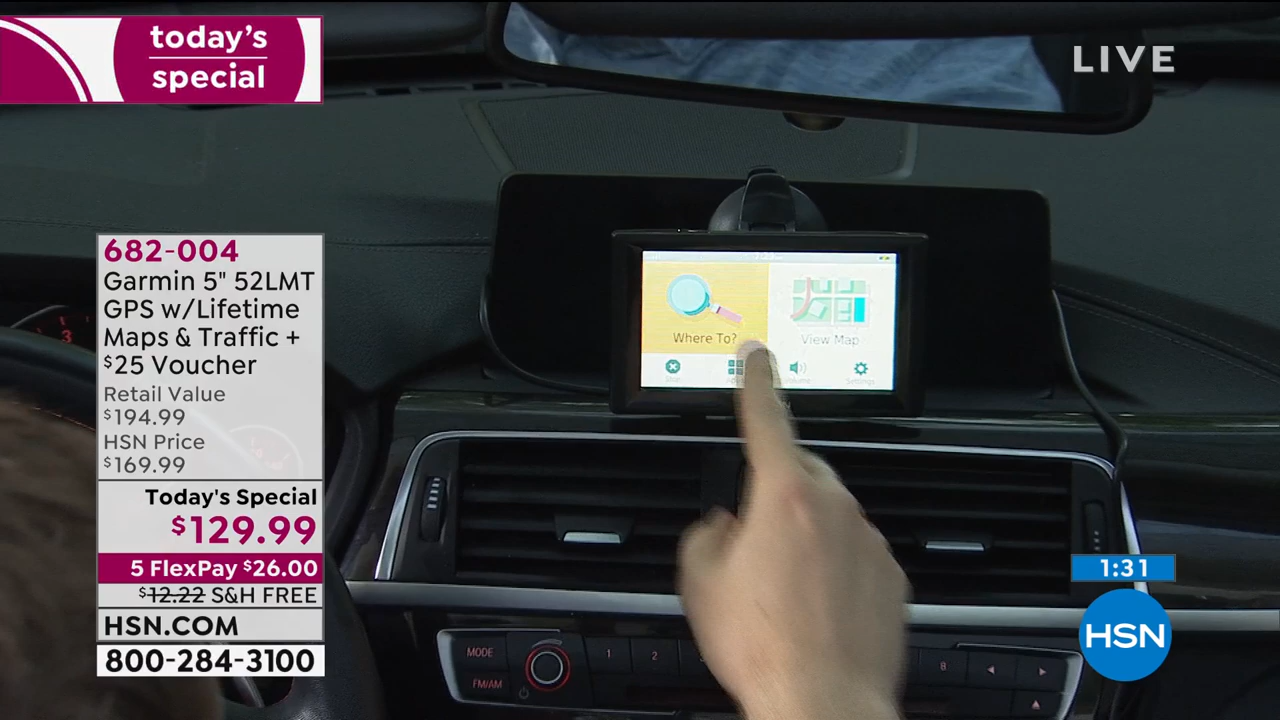 today's
special
LIVE
682-004
Garmin 5" 52LMT
GPS w/Lifetime
Maps & Traffic +
$25 Voucher
Retail Value
$194.99
HSN Price
$169.99
Today's Special
$129.99
5 FlexPay $26.00
$12.22 S&H FREE
HSN.COM
800-284-3100
Where To?
View Map
Volume
Settings
MODE
FM/AM
1
2
8
1:31
HSN